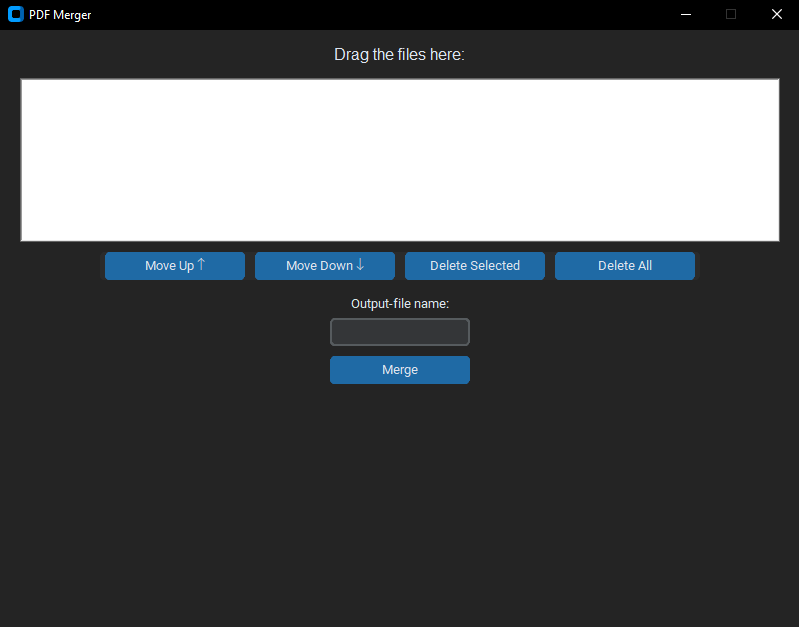 PDF Merger
Drag the files here:
Move Up ↑ Move Down ↓ Delete Selected Delete All
Output-file name:
Merge